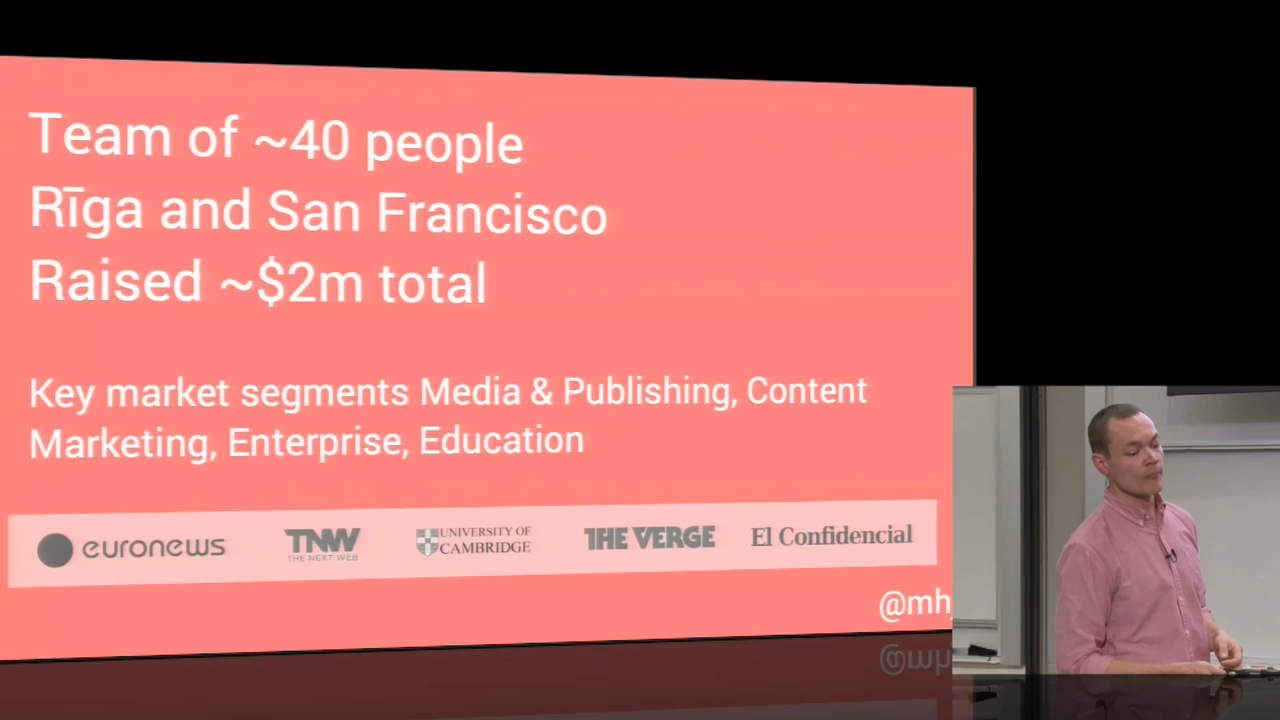 Team of ~40 people
Rīga and San Francisco
Raised ~$2m total
Key market segments Media & Publishing, Content
Marketing, Enterprise, Education
euronews
TNW
THE NEXT WEB
UNIVERSITY OF
CAMBRIDGE
THE VERGE
El Confidencial
@mh